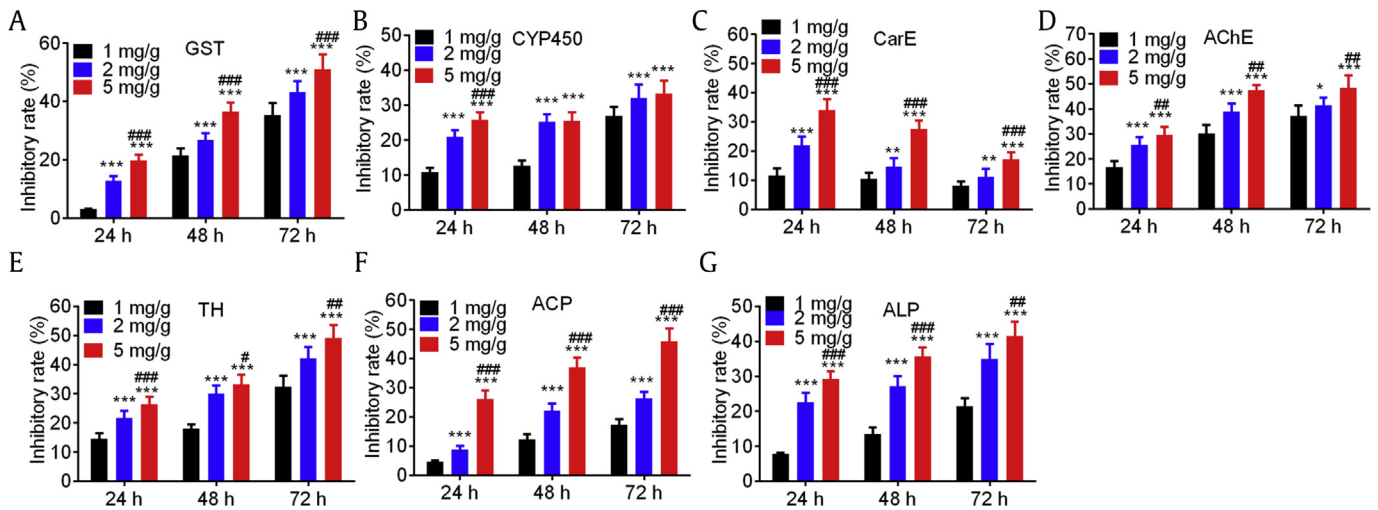 A
GST
1 mg/g
2 mg/g
5 mg/g
Inhibitory rate (%)
60
40
20
0
*** ### ***
*** ### ***
*** ### ***
24 h 48 h 72 h
B
CYP450
1 mg/g
2 mg/g
5 mg/g
Inhibitory rate (%)
50
40
30
20
10
0
*** ### ***
*** ***
*** ***
24 h 48 h 72 h
C
CarE
1 mg/g
2 mg/g
5 mg/g
Inhibitory rate (%)
60
50
40
30
20
10
0
*** ### ***
** ### ***
** ### ***
24 h 48 h 72 h
D
AChE
1 mg/g
2 mg/g
5 mg/g
Inhibitory rate (%)
70
60
50
40
30
20
10
0
*** ## ***
*** ## ***
* ## ***
24 h 48 h 72 h
E
TH
1 mg/g
2 mg/g
5 mg/g
Inhibitory rate (%)
60
50
40
30
20
10
0
*** ### ***
*** # ***
*** ## ***
24 h 48 h 72 h
F
ACP
1 mg/g
2 mg/g
5 mg/g
Inhibitory rate (%)
60
50
40
30
20
10
0
*** ### ***
*** ### ***
*** ### ***
24 h 48 h 72 h
G
ALP
1 mg/g
2 mg/g
5 mg/g
Inhibitory rate (%)
50
40
30
20
10
0
*** ### ***
*** ### ***
*** ## ***
24 h 48 h 72 h